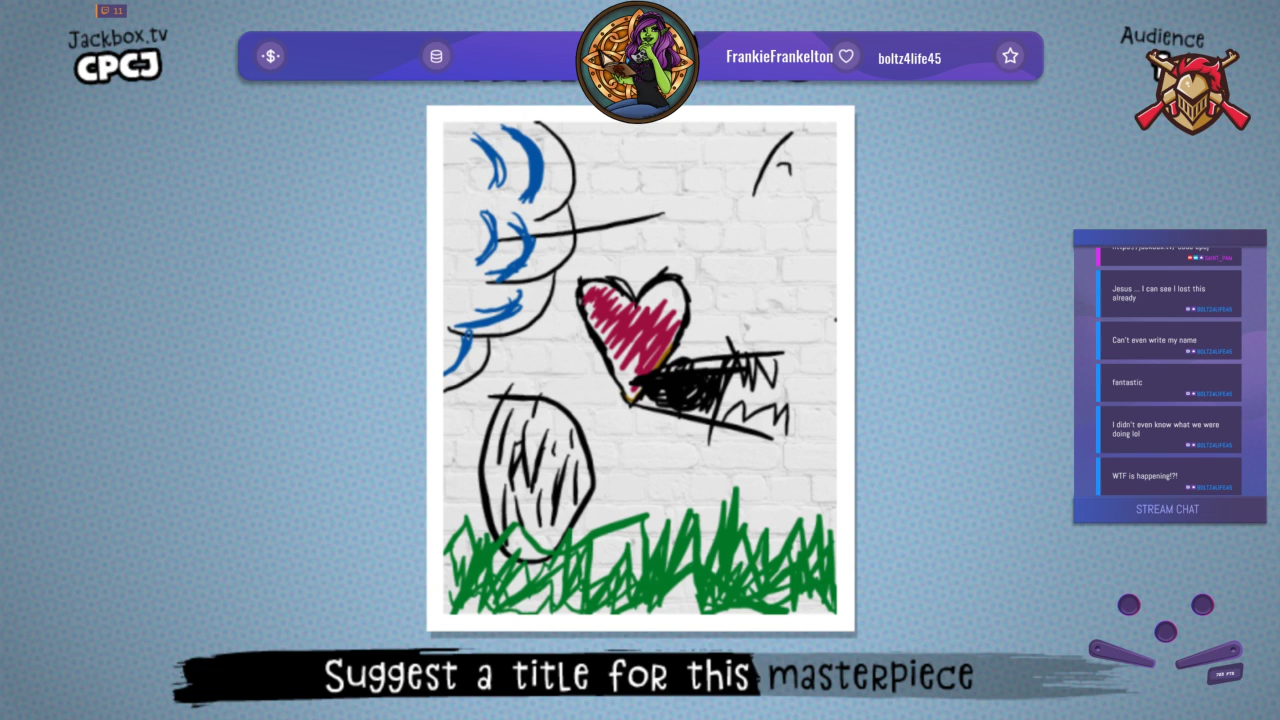 11
Jackbox.tv
CPCJ
FrankieFrankelton
boltz4life45
Audience
Jesus ... I can see I lost this
already
BOLTZ4LIFE45
Can't even write my name
BOLTZ4LIFE45
fantastic
BOLTZ4LIFE45
I didn't even know what we were
doing lol
BOLTZ4LIFE45
WTF is happening!?!
BOLTZ4LIFE45
STREAM CHAT
Suggest a title for this masterpiece